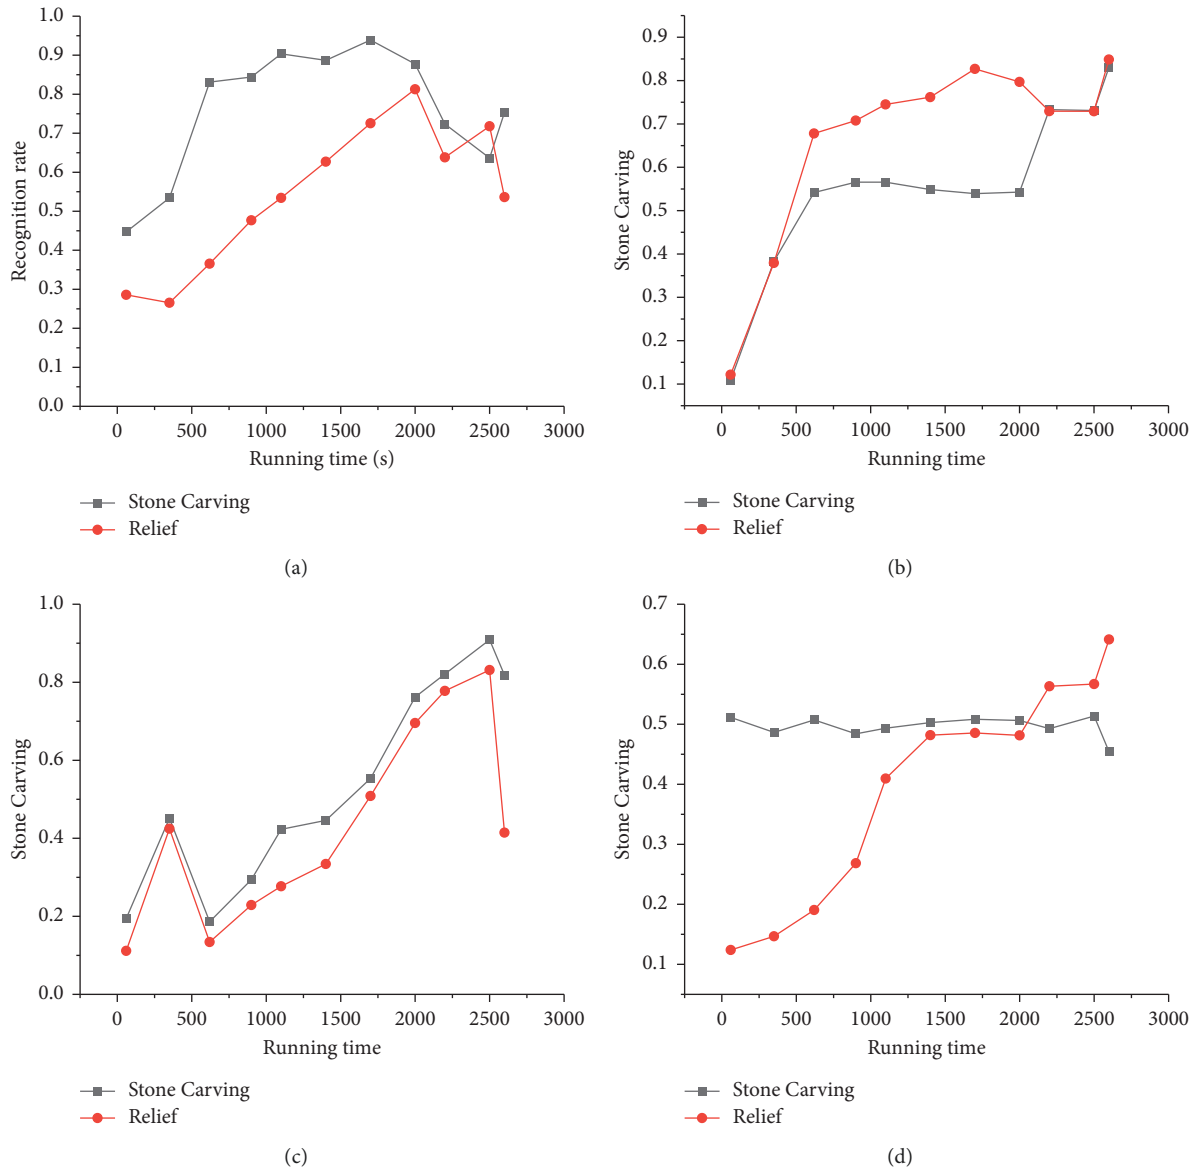 1.0
0.9
0.8
0.7
0.6
0.5
0.4
0.3
0.2
0.1
0.0
Recognition rate
0 500 1000 1500 2000 2500 3000
Running time (s)
Stone Carving
Relief
(a)
0.9
0.8
0.7
0.6
0.5
0.4
0.3
0.2
0.1
Stone Carving
0 500 1000 1500 2000 2500 3000
Running time
Stone Carving
Relief
(b)
1.0
0.8
0.6
0.4
0.2
0.0
Stone Carving
0 500 1000 1500 2000 2500 3000
Running time
Stone Carving
Relief
(c)
0.7
0.6
0.5
0.4
0.3
0.2
0.1
Stone Carving
0 500 1000 1500 2000 2500 3000
Running time
Stone Carving
Relief
(d)